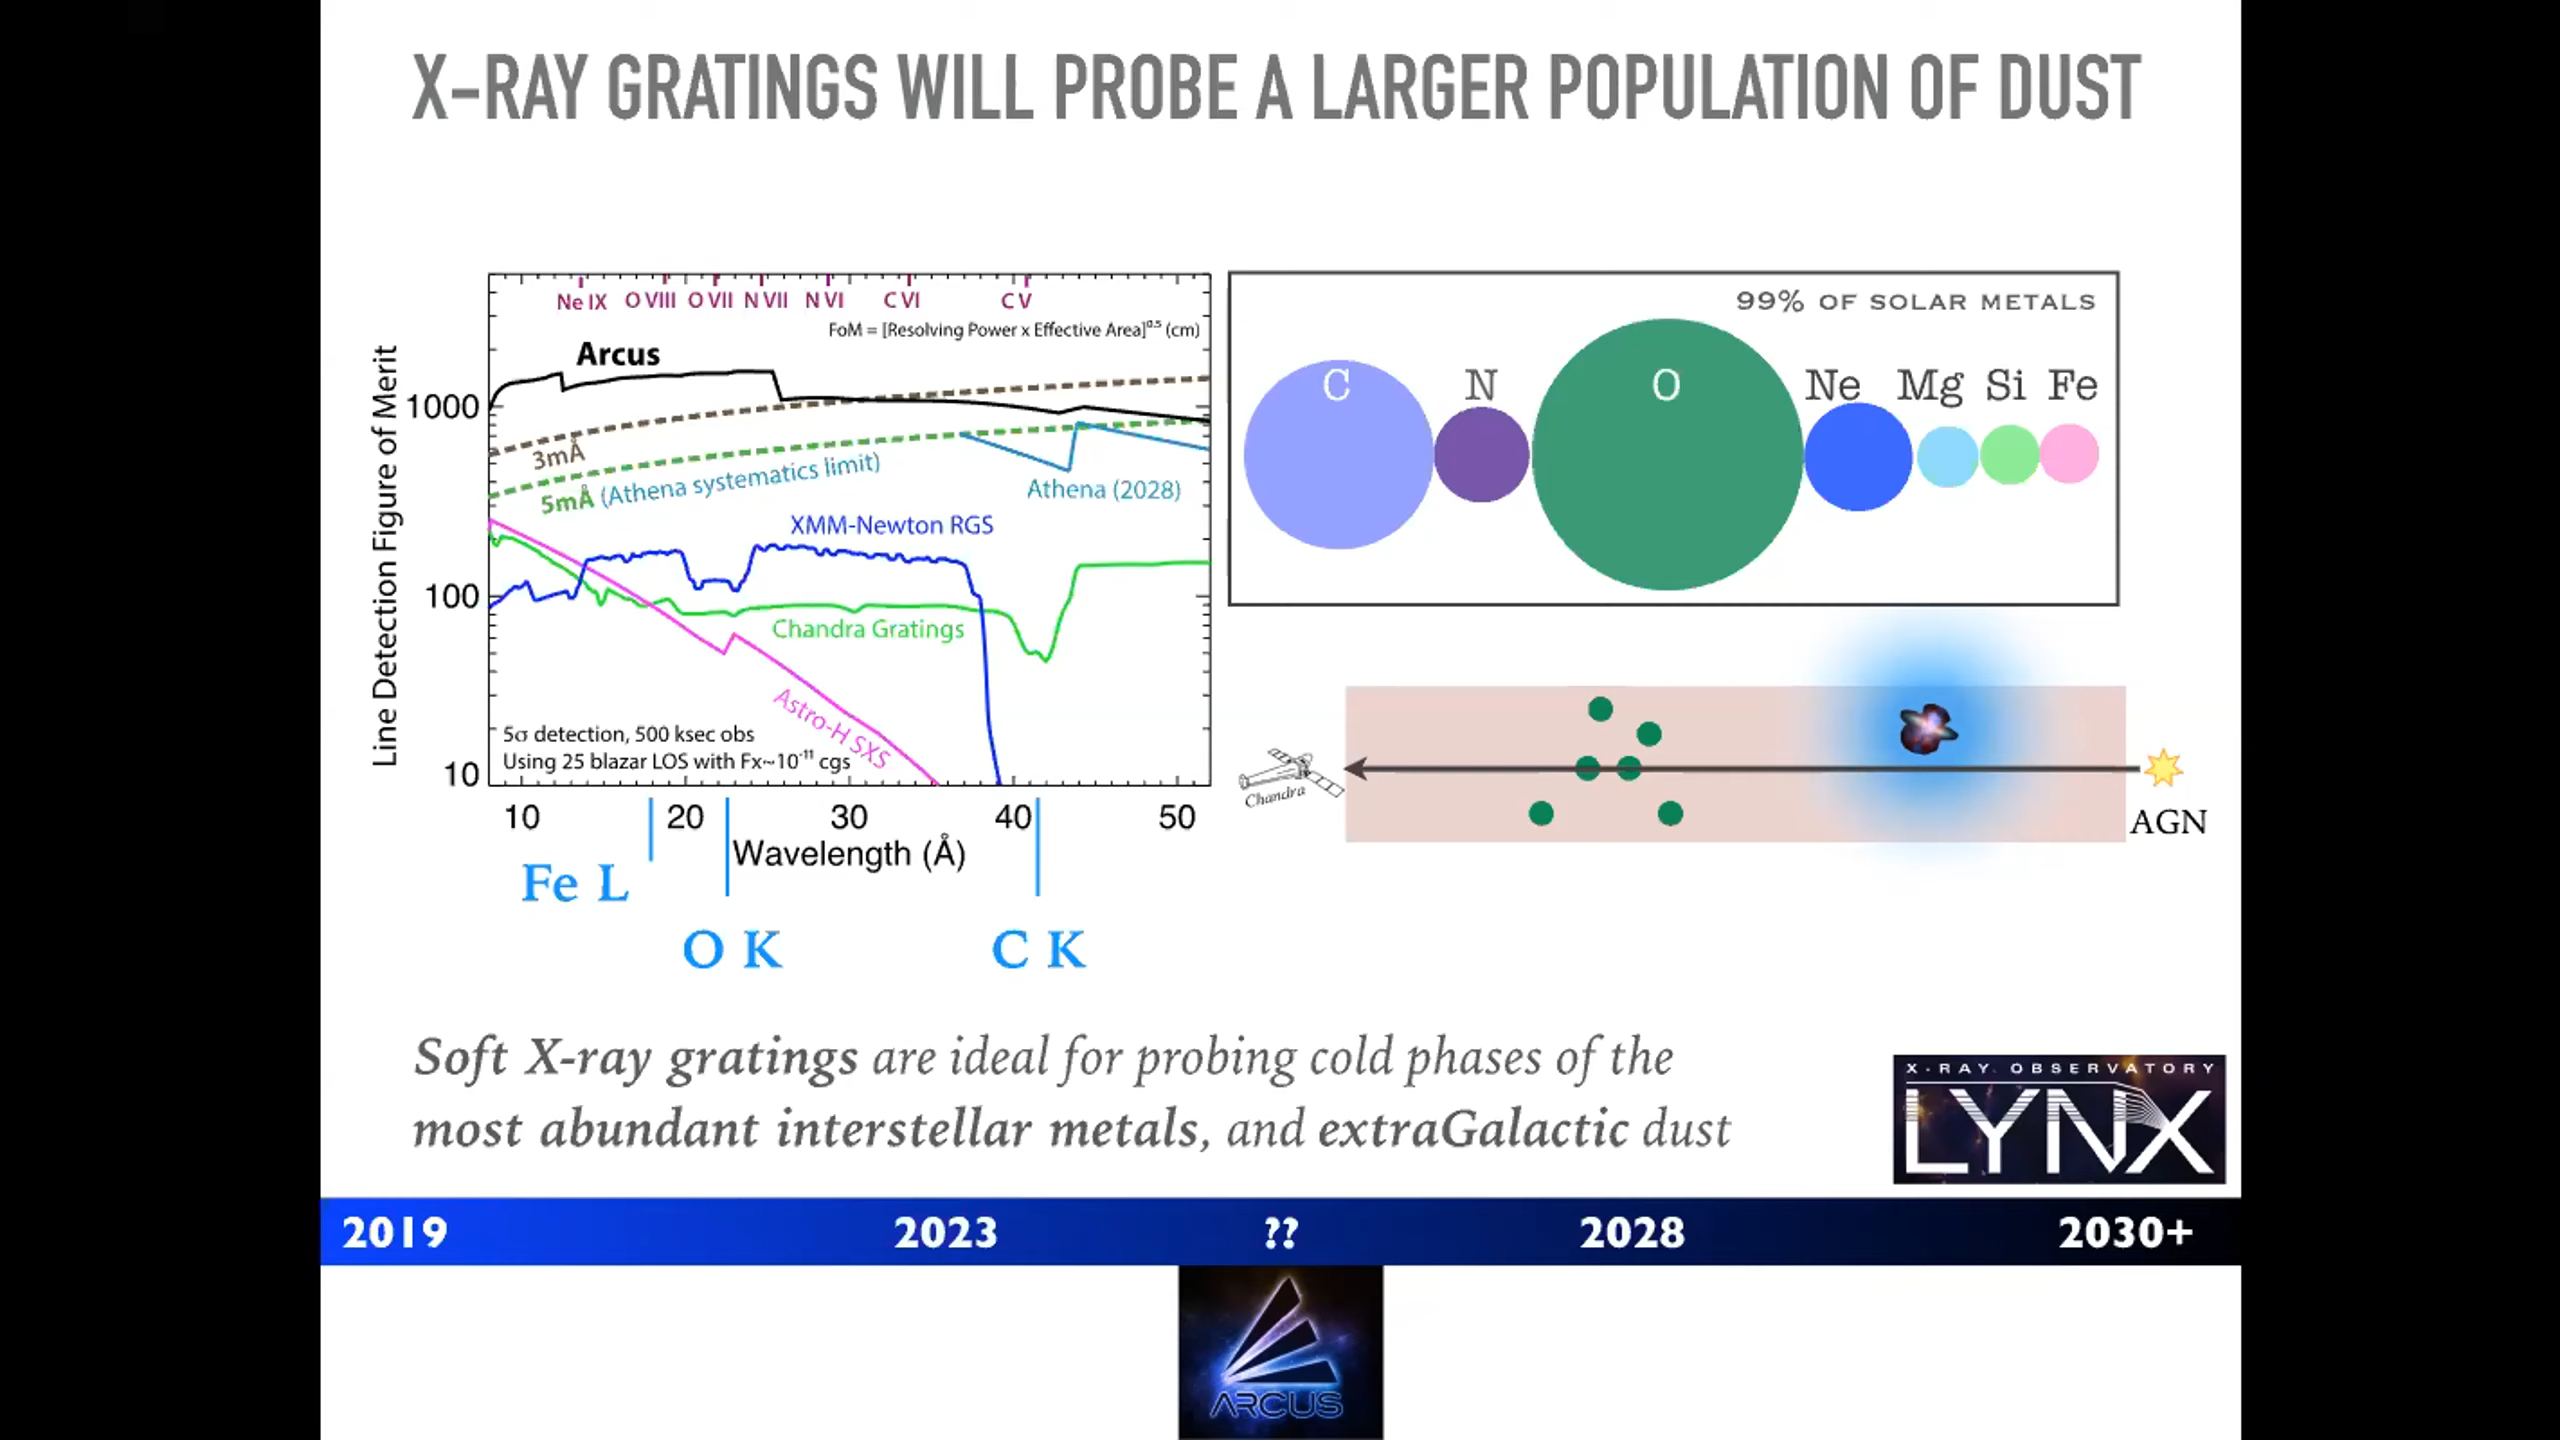 X-RAY GRATINGS WILL PROBE A LARGER POPULATION OF DUST
Line Detection Figure of Merit
1000
100
10
Ne IX O VIII O VII N VII N VI C VI C V
FoM = [Resolving Power x Effective Area]^0.5 (cm)
Arcus
3mÅ
5mÅ (Athena systematics limit)
Athena (2028)
XMM-Newton RGS
Chandra Gratings
Astro-H SXS
5σ detection, 500 ksec obs
Using 25 blazar LOS with Fx~10^-11 cgs
10 20 30 40 50
Wavelength (Å)
Fe L
O K
C K
99% OF SOLAR METALS
C N O Ne Mg Si Fe
Chandra
AGN
Soft X-ray gratings are ideal for probing cold phases of the
most abundant interstellar metals, and extraGalactic dust
X-RAY OBSERVATORY
LYNX
2019 2023 ?? 2028 2030+
ARCUS